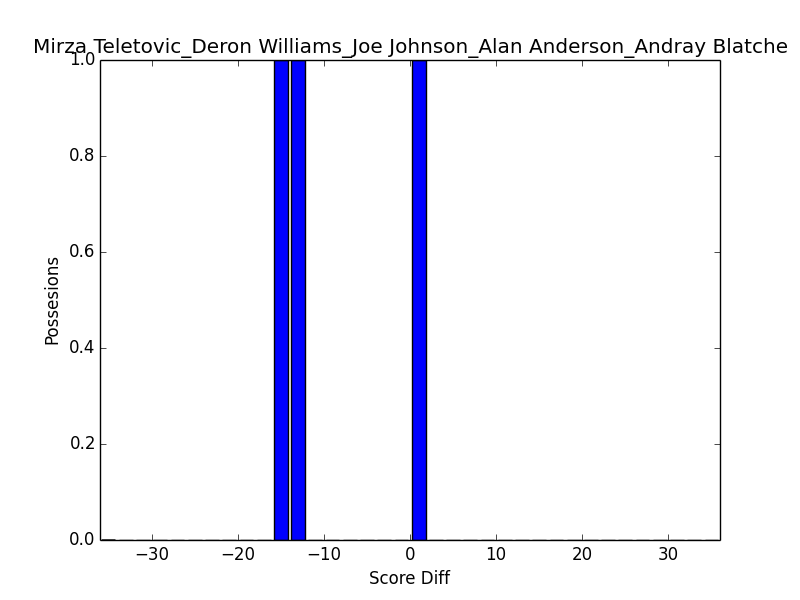 Mirza Teletovic_Deron Williams_Joe Johnson_Alan Anderson_Andray Blatche
1.0
0.8
0.6
0.4
0.2
0.0
Possesions
−30 −20 −10 0 10 20 30
Score Diff